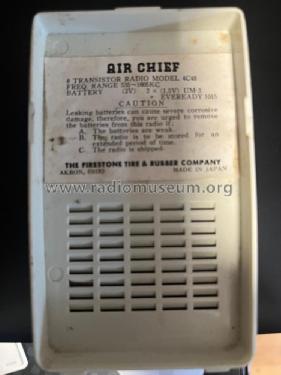 AIR CHIEF
6 TRANSISTOR RADIO MODEL 4C48
FREQ. RANGE 535~1605KC
BATTERY (3V) 2 × (1.5V) UM-3
EVEREADY 1015
CAUTION
Leaking batteries can cause severe corrosive
damage, therefore, you are urged to remove
the batteries from this radio if:
A. The batteries are weak.
B. The radio is to be stored for an
extended period of time.
C. The radio is shipped.
THE FIRESTONE TIRE & RUBBER COMPANY
AKRON, OHIO MADE IN JAPAN
© www.radiomuseum.org